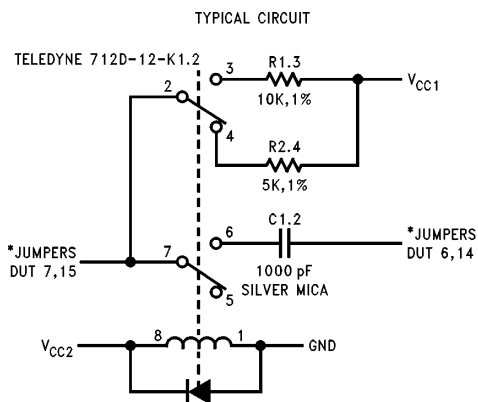 TYPICAL CIRCUIT
TELEDYNE 712D-12-K1.2
3
R1.3
VCC1
2
10K,1%
4
R2.4
5K,1%
6
C1.2
*JUMPERS
DUT 6,14
*JUMPERS
DUT 7,15
7
1000 pF
5
SILVER MICA
VCC2
8
1
GND